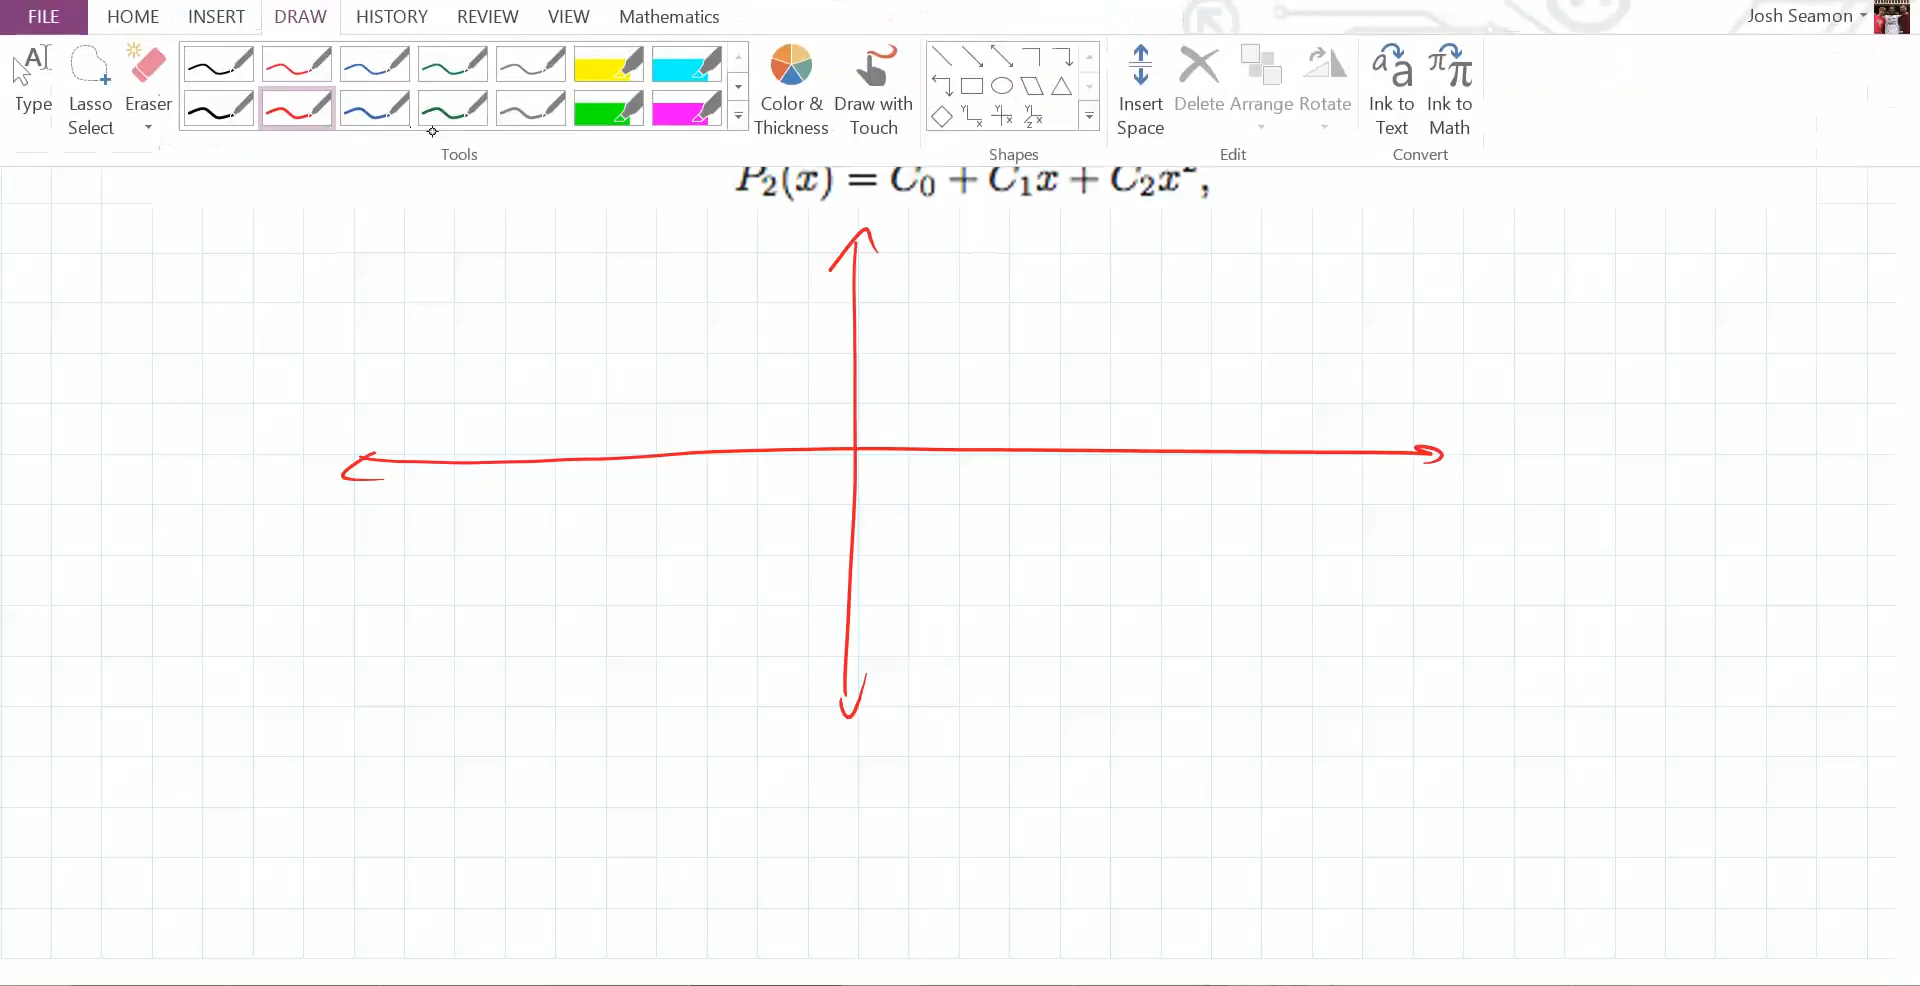 FILE HOME INSERT DRAW HISTORY REVIEW VIEW Mathematics Josh Seamon
A
Type Lasso Select Eraser
Color & Thickness Draw with Touch
Insert Space Delete Arrange Rotate
a a Ink to Text π π Ink to Math
Tools Shapes Edit Convert
P₂(x) = C₀ + C₁x + C₂x²,